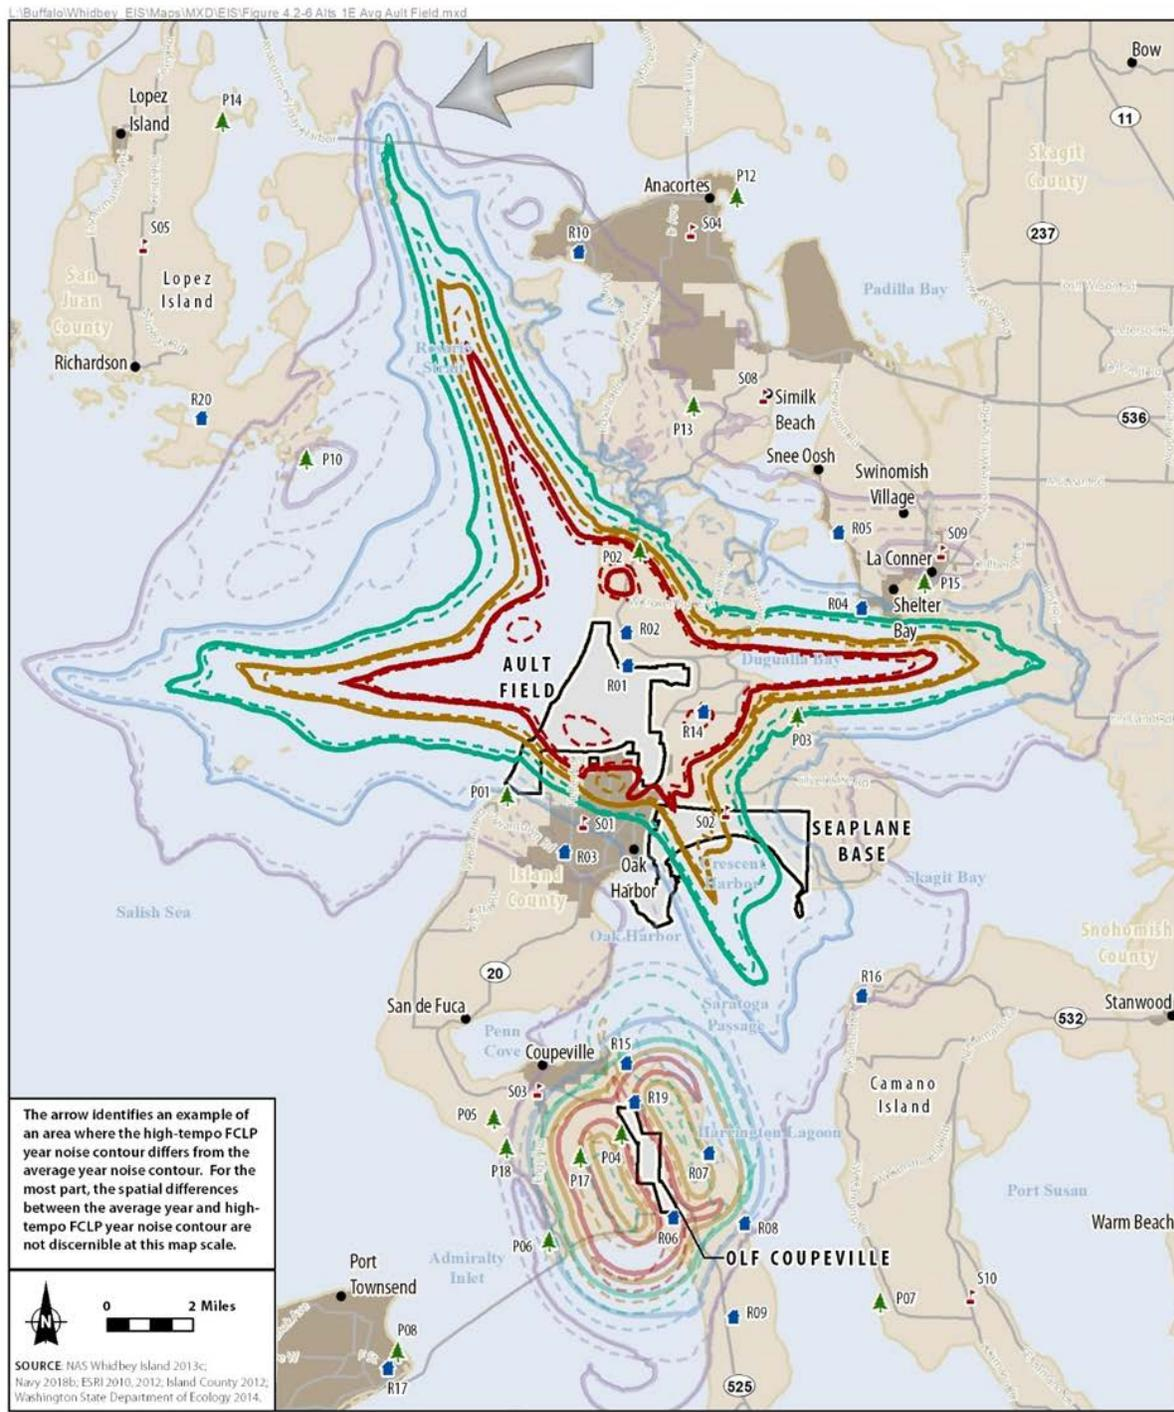 L:\Buffalo\Whidbey_EIS\Maps\MXD\EIS\Figure 4.2-6 Alts 1E Avg Ault Field.mxd
Bow
Lopez
Island
P14
11
Skagit
County
Anacortes
P12
S04
R10
237
S05
Lopez
Island
San
Juan
County
Padilla Bay
Rosario
Strait
Richardson
R20
S08
Similk
Beach
P13
536
P10
Snee Oosh
Swinomish
Village
R05
S09
La Conner
P15
P02
R04
Shelter
Bay
R02
AULT
FIELD
R01
Dugualla Bay
R14
P03
P01
S01
S02
SEAPLANE
BASE
R03
Oak
Harbor
Crescent
Harbor
Island
County
Skagit Bay
Salish Sea
Oak Harbor
Snohomish
County
20
R16
San de Fuca
Saratoga
Passage
532
Stanwood
Penn
Cove
Coupeville
R15
S03
R19
Camano
Island
P05
P18
P04
P17
Harrington Lagoon
R07
Port Susan
R06
R08
Warm Beach
P06
OLF COUPEVILLE
Admiralty
Inlet
Port
Townsend
S10
P07
R09
P08
R17
525
The arrow identifies an example of
an area where the high-tempo FCLP
year noise contour differs from the
average year noise contour. For the
most part, the spatial differences
between the average year and high-
tempo FCLP year noise contour are
not discernible at this map scale.
N
0 2 Miles
SOURCE: NAS Whidbey Island 2013c;
Navy 2018b; ESRI 2010, 2012; Island County 2012;
Washington State Department of Ecology 2014.